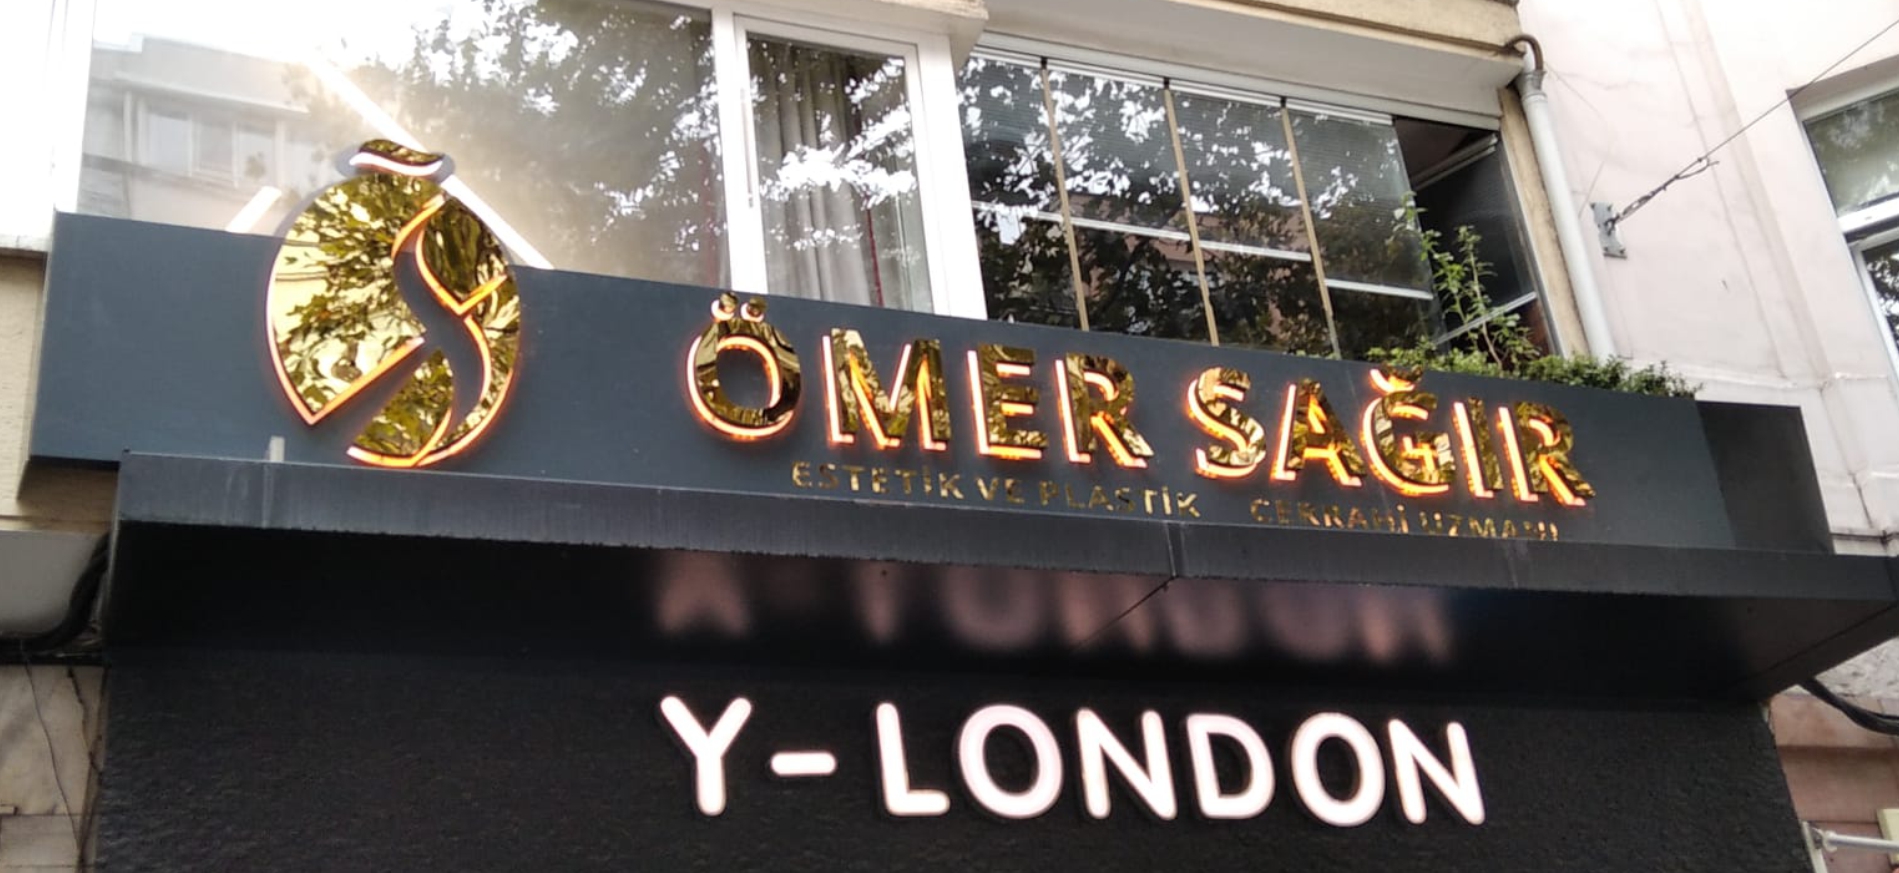 ÖMER SAĞIR
ESTETİK VE PLASTİK CERRAHİ UZMANI
Y-LONDON